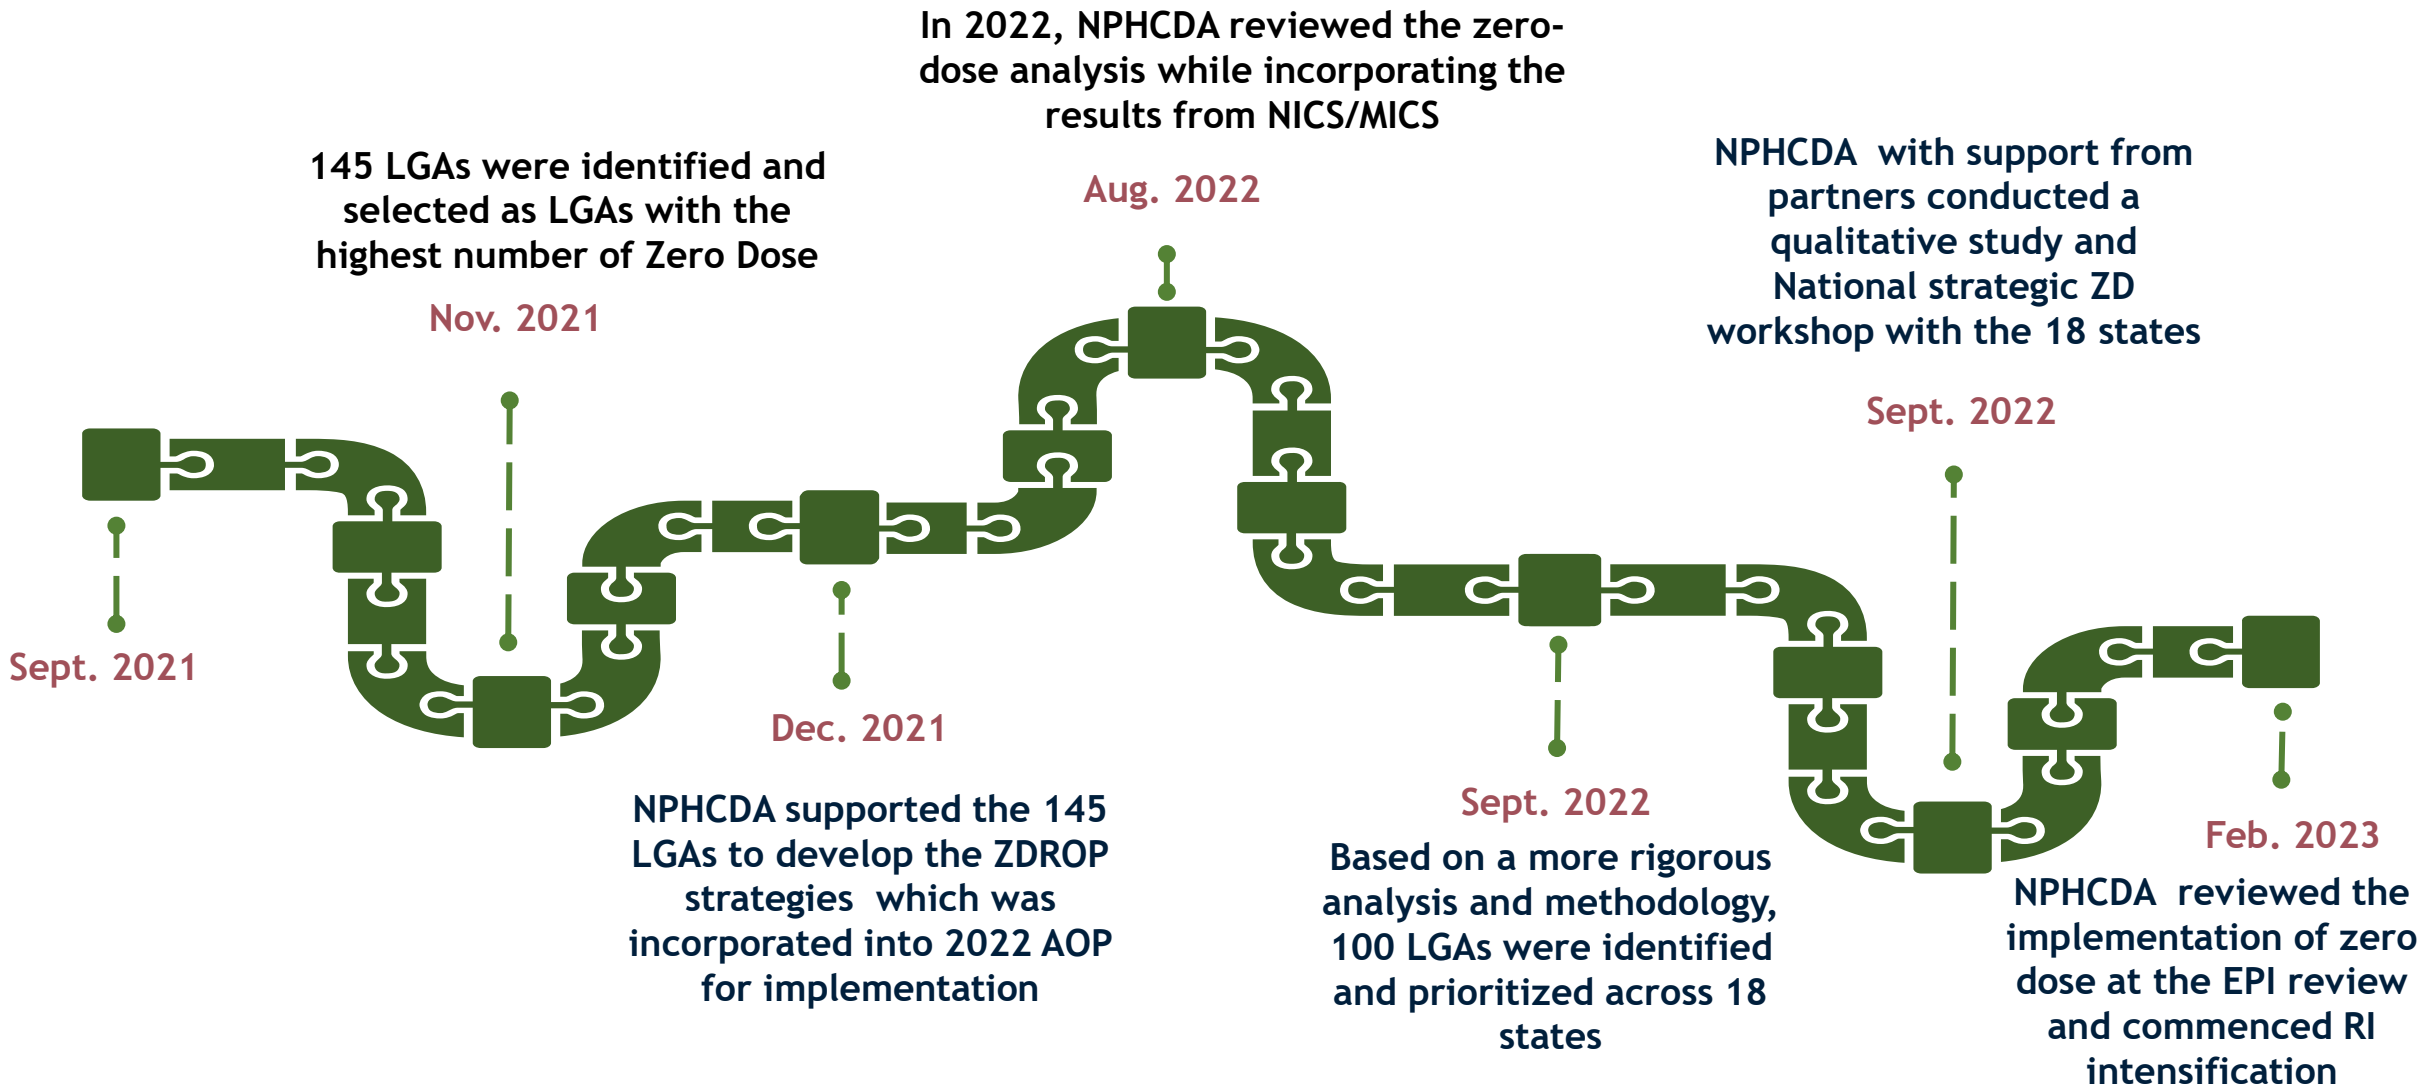 Sept. 2021
145 LGAs were identified and
selected as LGAs with the
highest number of Zero Dose
Nov. 2021
Dec. 2021
NPHCDA supported the 145
LGAs to develop the ZDROP
strategies  which was
incorporated into 2022 AOP
for implementation
In 2022, NPHCDA reviewed the zero-
dose analysis while incorporating the
results from NICS/MICS
Aug. 2022
Sept. 2022
Based on a more rigorous
analysis and methodology,
100 LGAs were identified
and prioritized across 18
states
NPHCDA  with support from
partners conducted a
qualitative study and
National strategic ZD
workshop with the 18 states
Sept. 2022
Feb. 2023
NPHCDA  reviewed the
implementation of zero
dose at the EPI review
and commenced RI
intensification